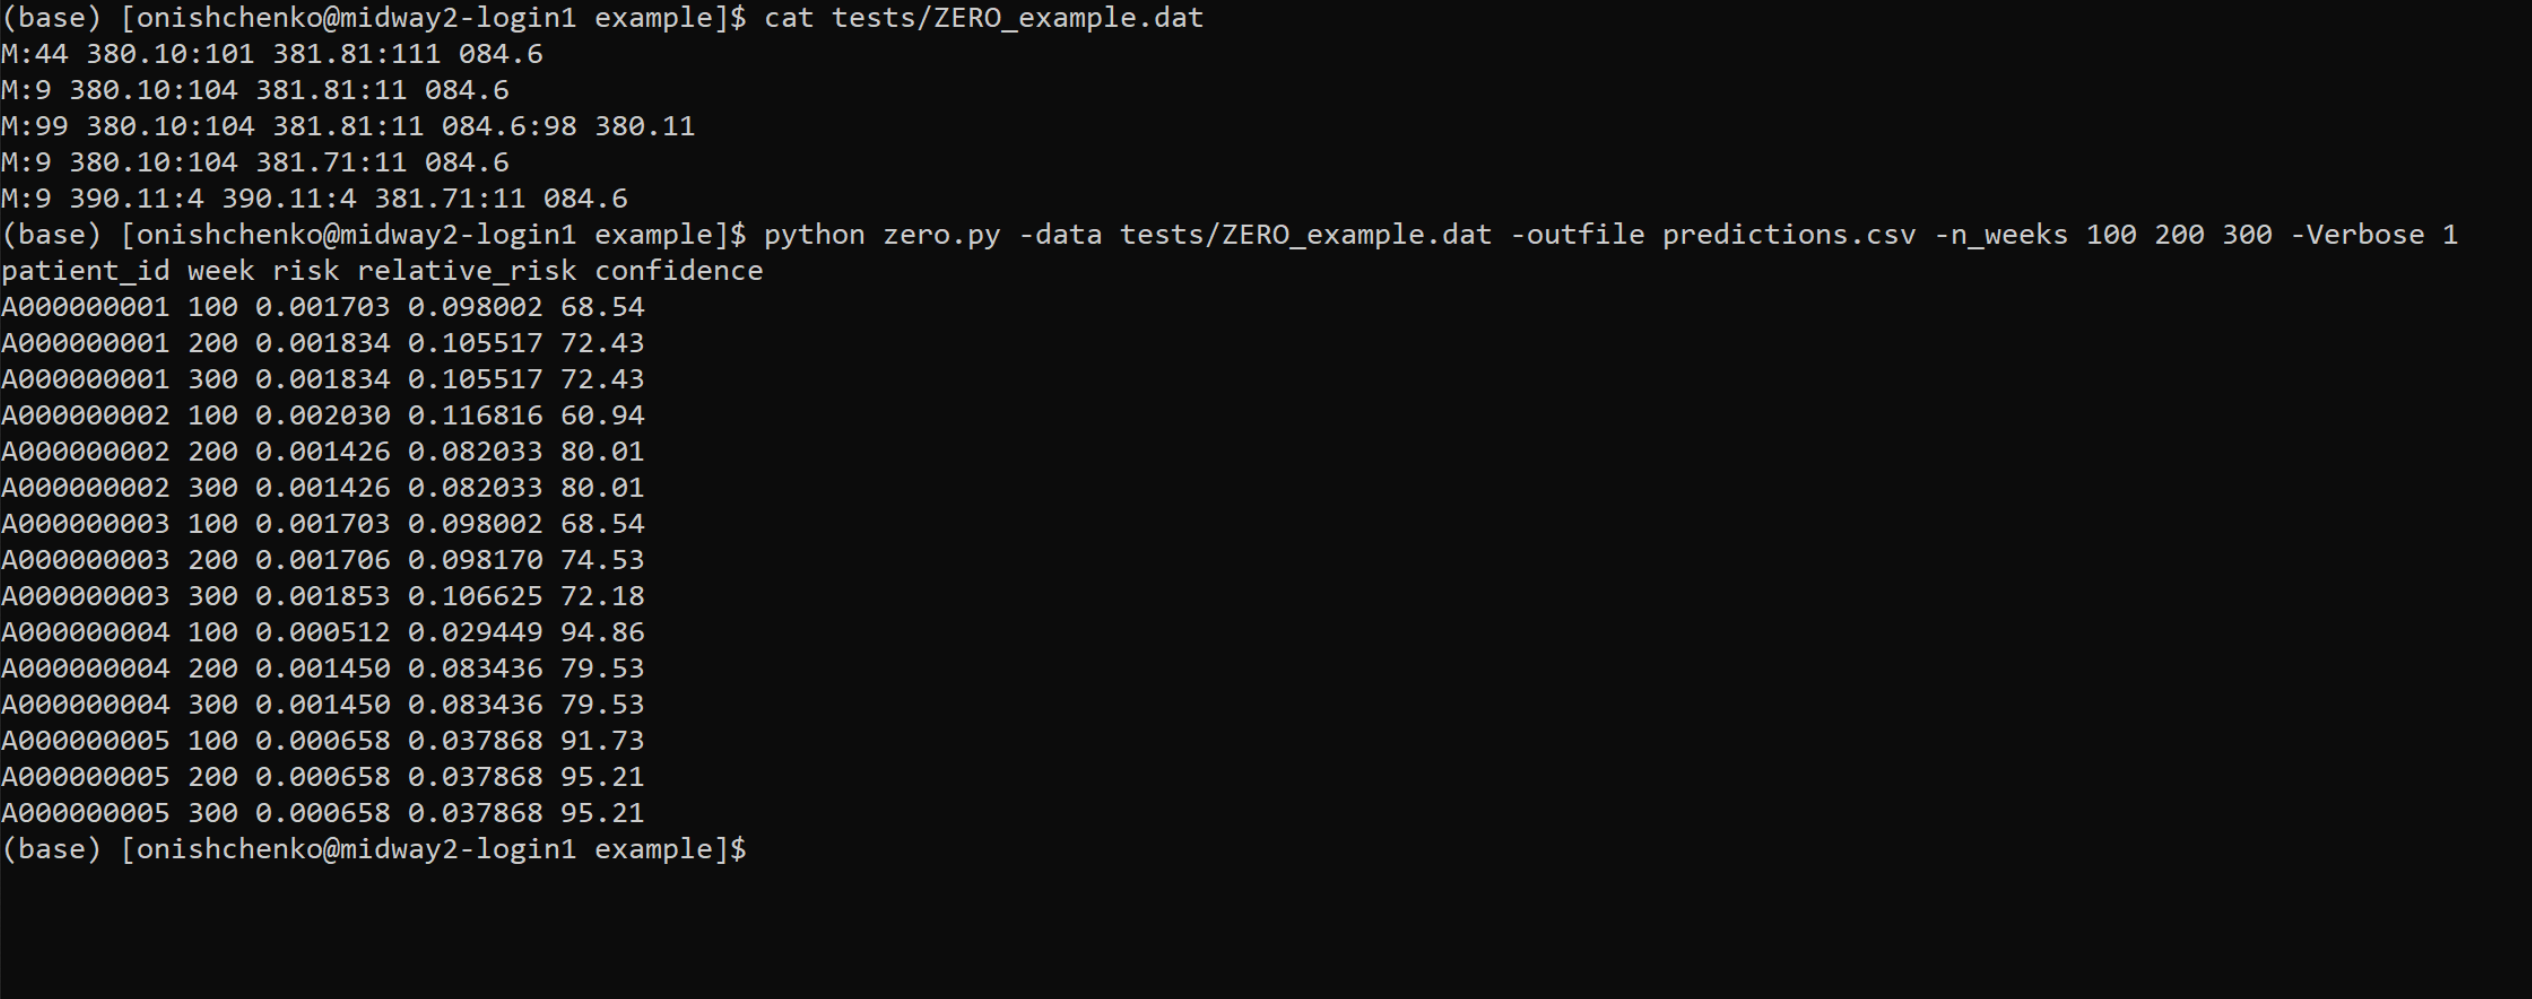 (base) [onishchenko@midway2-login1 example]$ cat tests/ZERO_example.dat
M:44 380.10:101 381.81:111 084.6
M:9 380.10:104 381.81:11 084.6
M:99 380.10:104 381.81:11 084.6:98 380.11
M:9 380.10:104 381.71:11 084.6
M:9 390.11:4 390.11:4 381.71:11 084.6
(base) [onishchenko@midway2-login1 example]$ python zero.py -data tests/ZERO_example.dat -outfile predictions.csv -n_weeks 100 200 300 -Verbose 1
patient_id week risk relative_risk confidence
A000000001 100 0.001703 0.098002 68.54
A000000001 200 0.001834 0.105517 72.43
A000000001 300 0.001834 0.105517 72.43
A000000002 100 0.002030 0.116816 60.94
A000000002 200 0.001426 0.082033 80.01
A000000002 300 0.001426 0.082033 80.01
A000000003 100 0.001703 0.098002 68.54
A000000003 200 0.001706 0.098170 74.53
A000000003 300 0.001853 0.106625 72.18
A000000004 100 0.000512 0.029449 94.86
A000000004 200 0.001450 0.083436 79.53
A000000004 300 0.001450 0.083436 79.53
A000000005 100 0.000658 0.037868 91.73
A000000005 200 0.000658 0.037868 95.21
A000000005 300 0.000658 0.037868 95.21
(base) [onishchenko@midway2-login1 example]$